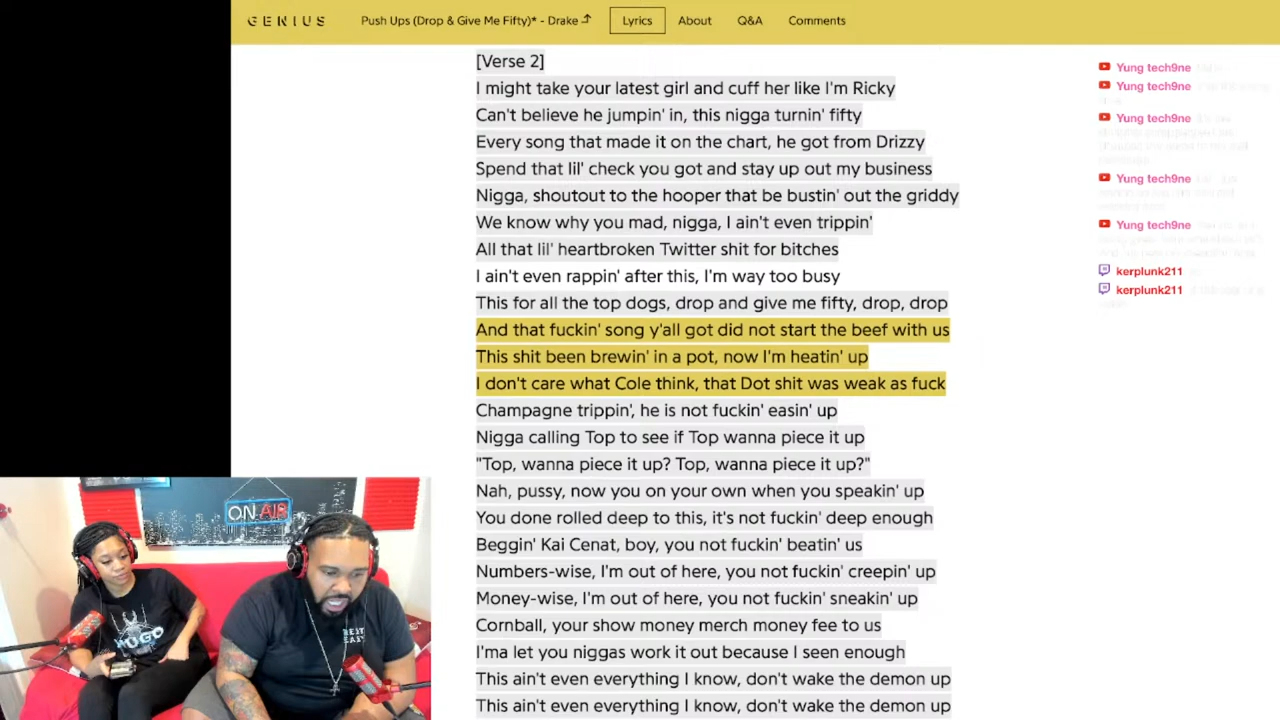 GENIUS
Push Ups (Drop & Give Me Fifty)* - Drake
Lyrics
About
Q&A
Comments
[Verse 2]
I might take your latest girl and cuff her like I'm Ricky
Can't believe he jumpin' in, this nigga turnin' fifty
Every song that made it on the chart, he got from Drizzy
Spend that lil' check you got and stay up out my business
Nigga, shoutout to the hooper that be bustin' out the griddy
We know why you mad, nigga, I ain't even trippin'
All that lil' heartbroken Twitter shit for bitches
I ain't even rappin' after this, I'm way too busy
This for all the top dogs, drop and give me fifty, drop, drop
And that fuckin' song y'all got did not start the beef with us
This shit been brewin' in a pot, now I'm heatin' up
I don't care what Cole think, that Dot shit was weak as fuck
Champagne trippin', he is not fuckin' easin' up
Nigga calling Top to see if Top wanna piece it up
"Top, wanna piece it up? Top, wanna piece it up?"
Nah, pussy, now you on your own when you speakin' up
You done rolled deep to this, it's not fuckin' deep enough
Beggin' Kai Cenat, boy, you not fuckin' beatin' us
Numbers-wise, I'm out of here, you not fuckin' creepin' up
Money-wise, I'm out of here, you not fuckin' sneakin' up
Cornball, your show money merch money fee to us
I'ma let you niggas work it out because I seen enough
This ain't even everything I know, don't wake the demon up
This ain't even everything I know, don't wake the demon up
Yung tech9ne
Yung tech9ne
Yung tech9ne
Yung tech9ne
Yung tech9ne
kerplunk211
kerplunk211
ON AIR